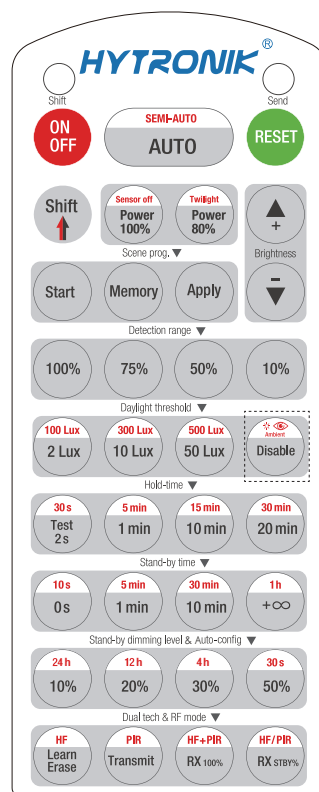 HYTRONIK®
Shift
Send
ON
OFF
SEMI-AUTO
AUTO
RESET
Shift
Sensor off
Power
100%
Twilight
Power
80%
+
Brightness
Scene prog. ▼
Start
Memory
Apply
−
Detection range ▼
100%
75%
50%
10%
Daylight threshold ▼
100 Lux
2 Lux
300 Lux
10 Lux
500 Lux
50 Lux
Ambient
Disable
Hold-time ▼
30 s
Test
2 s
5 min
1 min
15 min
10 min
30 min
20 min
Stand-by time ▼
10 s
0 s
5 min
1 min
30 min
10 min
1 h
+∞
Stand-by dimming level & Auto-config ▼
24 h
10%
12 h
20%
4 h
30%
30 s
50%
Dual tech & RF mode ▼
HF
Learn
Erase
PIR
Transmit
HF+PIR
RX 100%
HF/PIR
RX STBY%